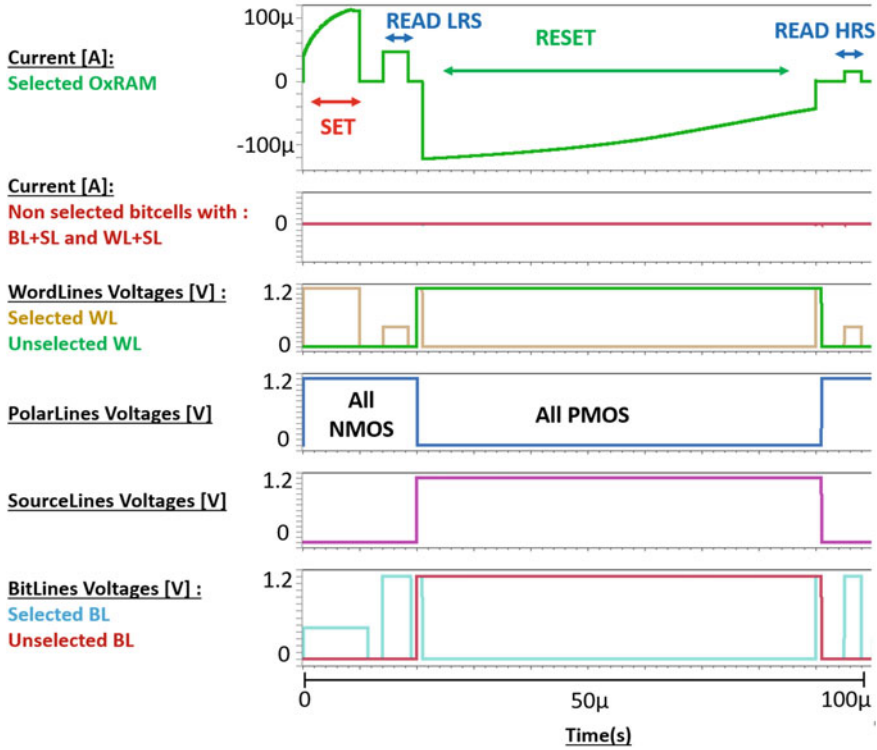 100µ
READ LRS
RESET
READ HRS
Current [A]:
Selected OxRAM
0
SET
-100µ
Current [A]:
Non selected bitcells with :
BL+SL and WL+SL
0
WordLines Voltages [V] :
Selected WL
Unselected WL
1.2
0
PolarLines Voltages [V]
1.2
0
All
NMOS
All PMOS
SourceLines Voltages [V]
1.2
0
BitLines Voltages [V] :
Selected BL
Unselected BL
1.2
0
0
50µ
100µ
Time(s)